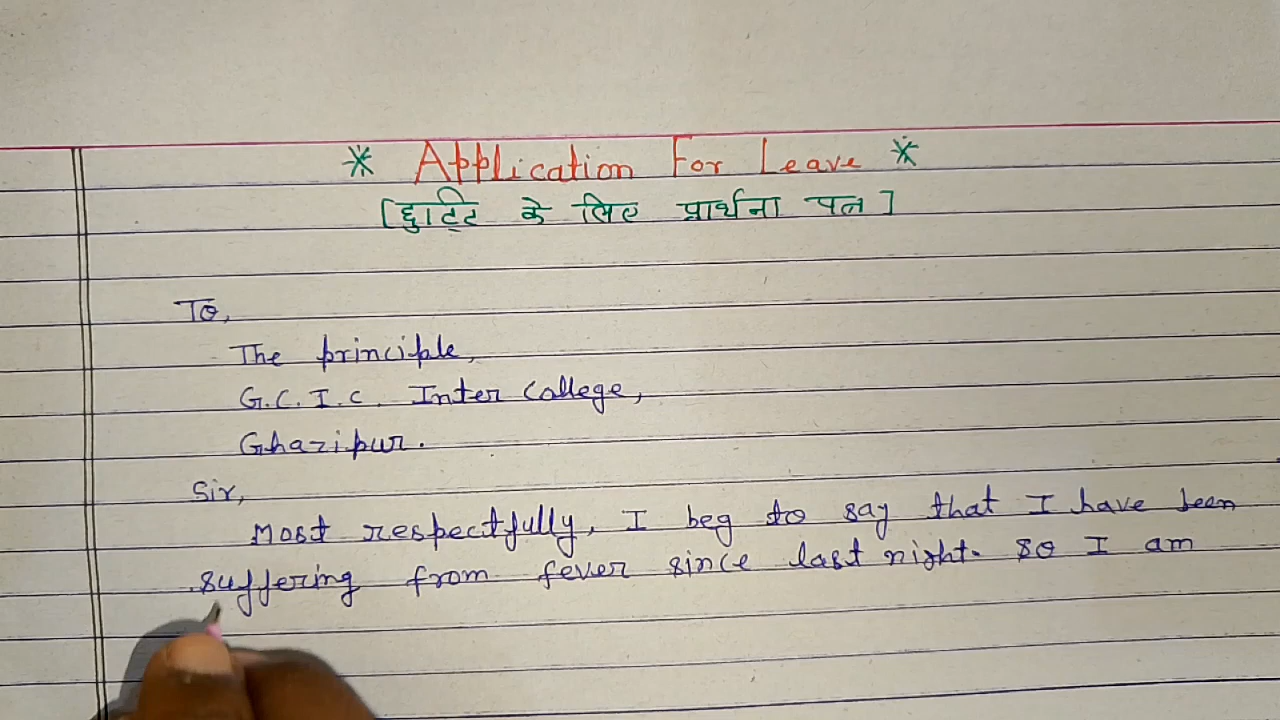 * Application For Leave *
[छुट्टि के लिए प्रार्थना पत्र]
To,
The principle,
G.C.I.C. Inter College,
Ghazipur.
Sir,
Most respectfully, I beg to say that I have been
suffering from fever since last night. So I am